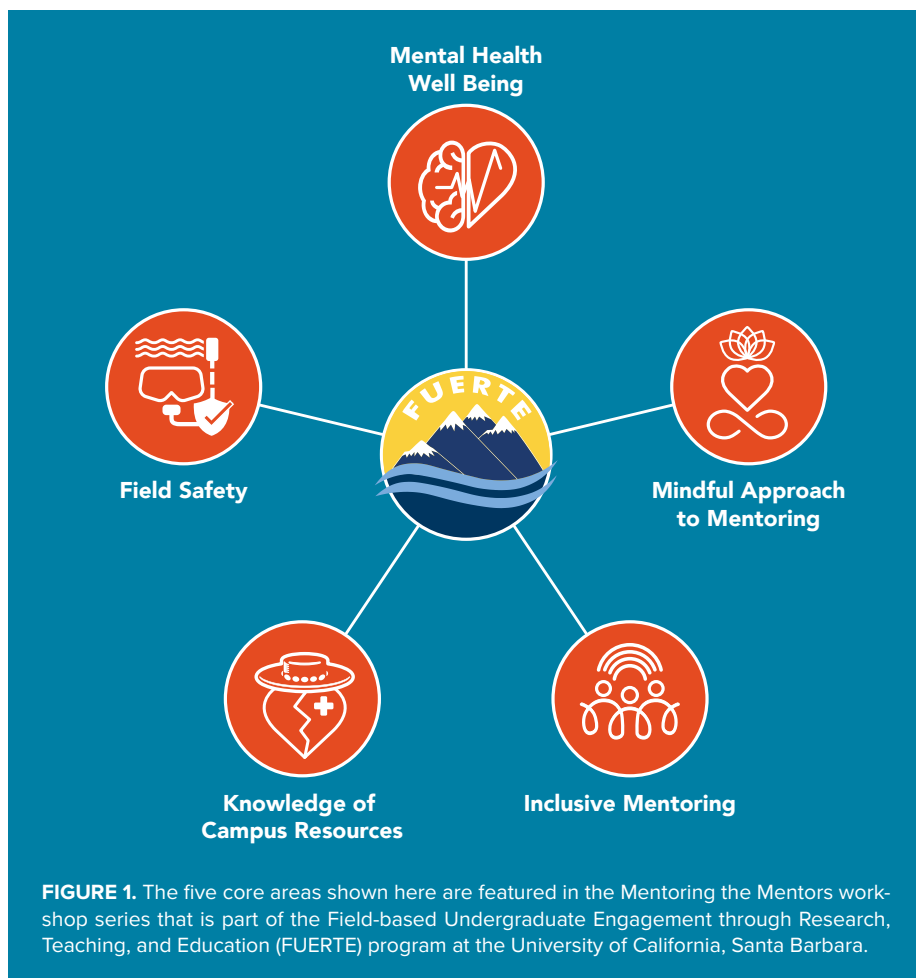 Mental Health
Well Being
FUERTE
Field Safety
Mindful Approach
to Mentoring
Knowledge of
Campus Resources
Inclusive Mentoring
FIGURE 1. The five core areas shown here are featured in the Mentoring the Mentors work-
shop series that is part of the Field-based Undergraduate Engagement through Research,
Teaching, and Education (FUERTE) program at the University of California, Santa Barbara.